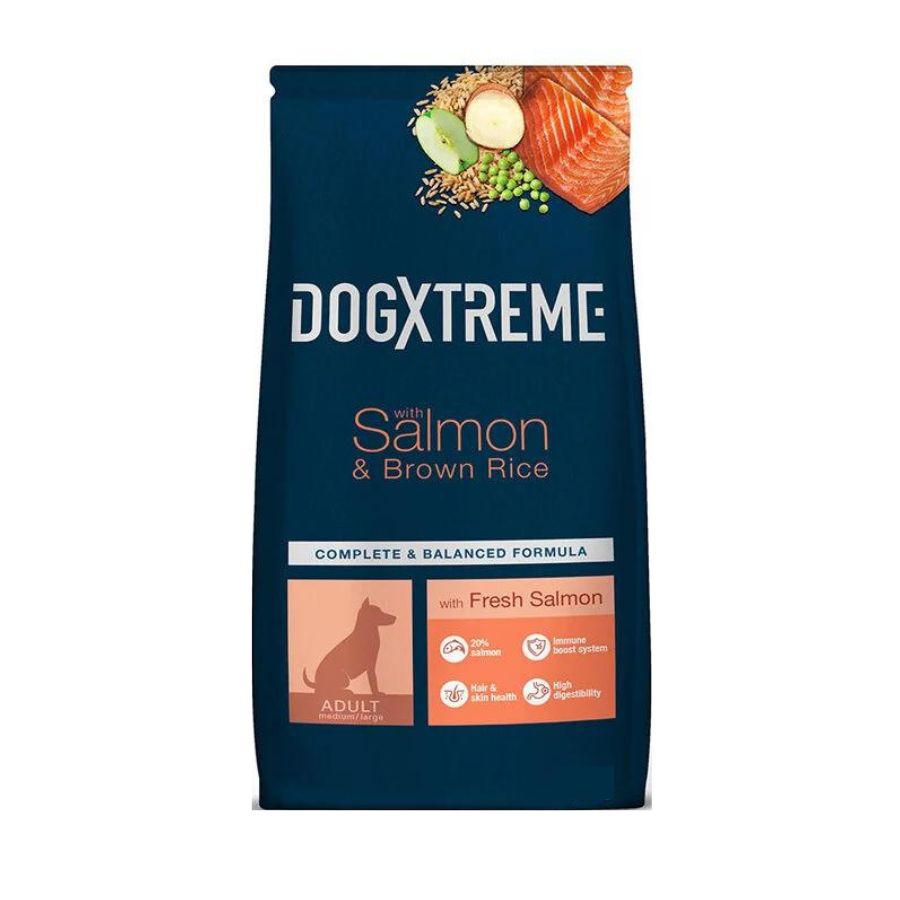 DOGXTREME
with
Salmon
& Brown Rice
COMPLETE & BALANCED FORMULA
ADULT
medium/large
with Fresh Salmon
20%
salmon
Immune
boost system
Hair &
skin health
High
digestibility